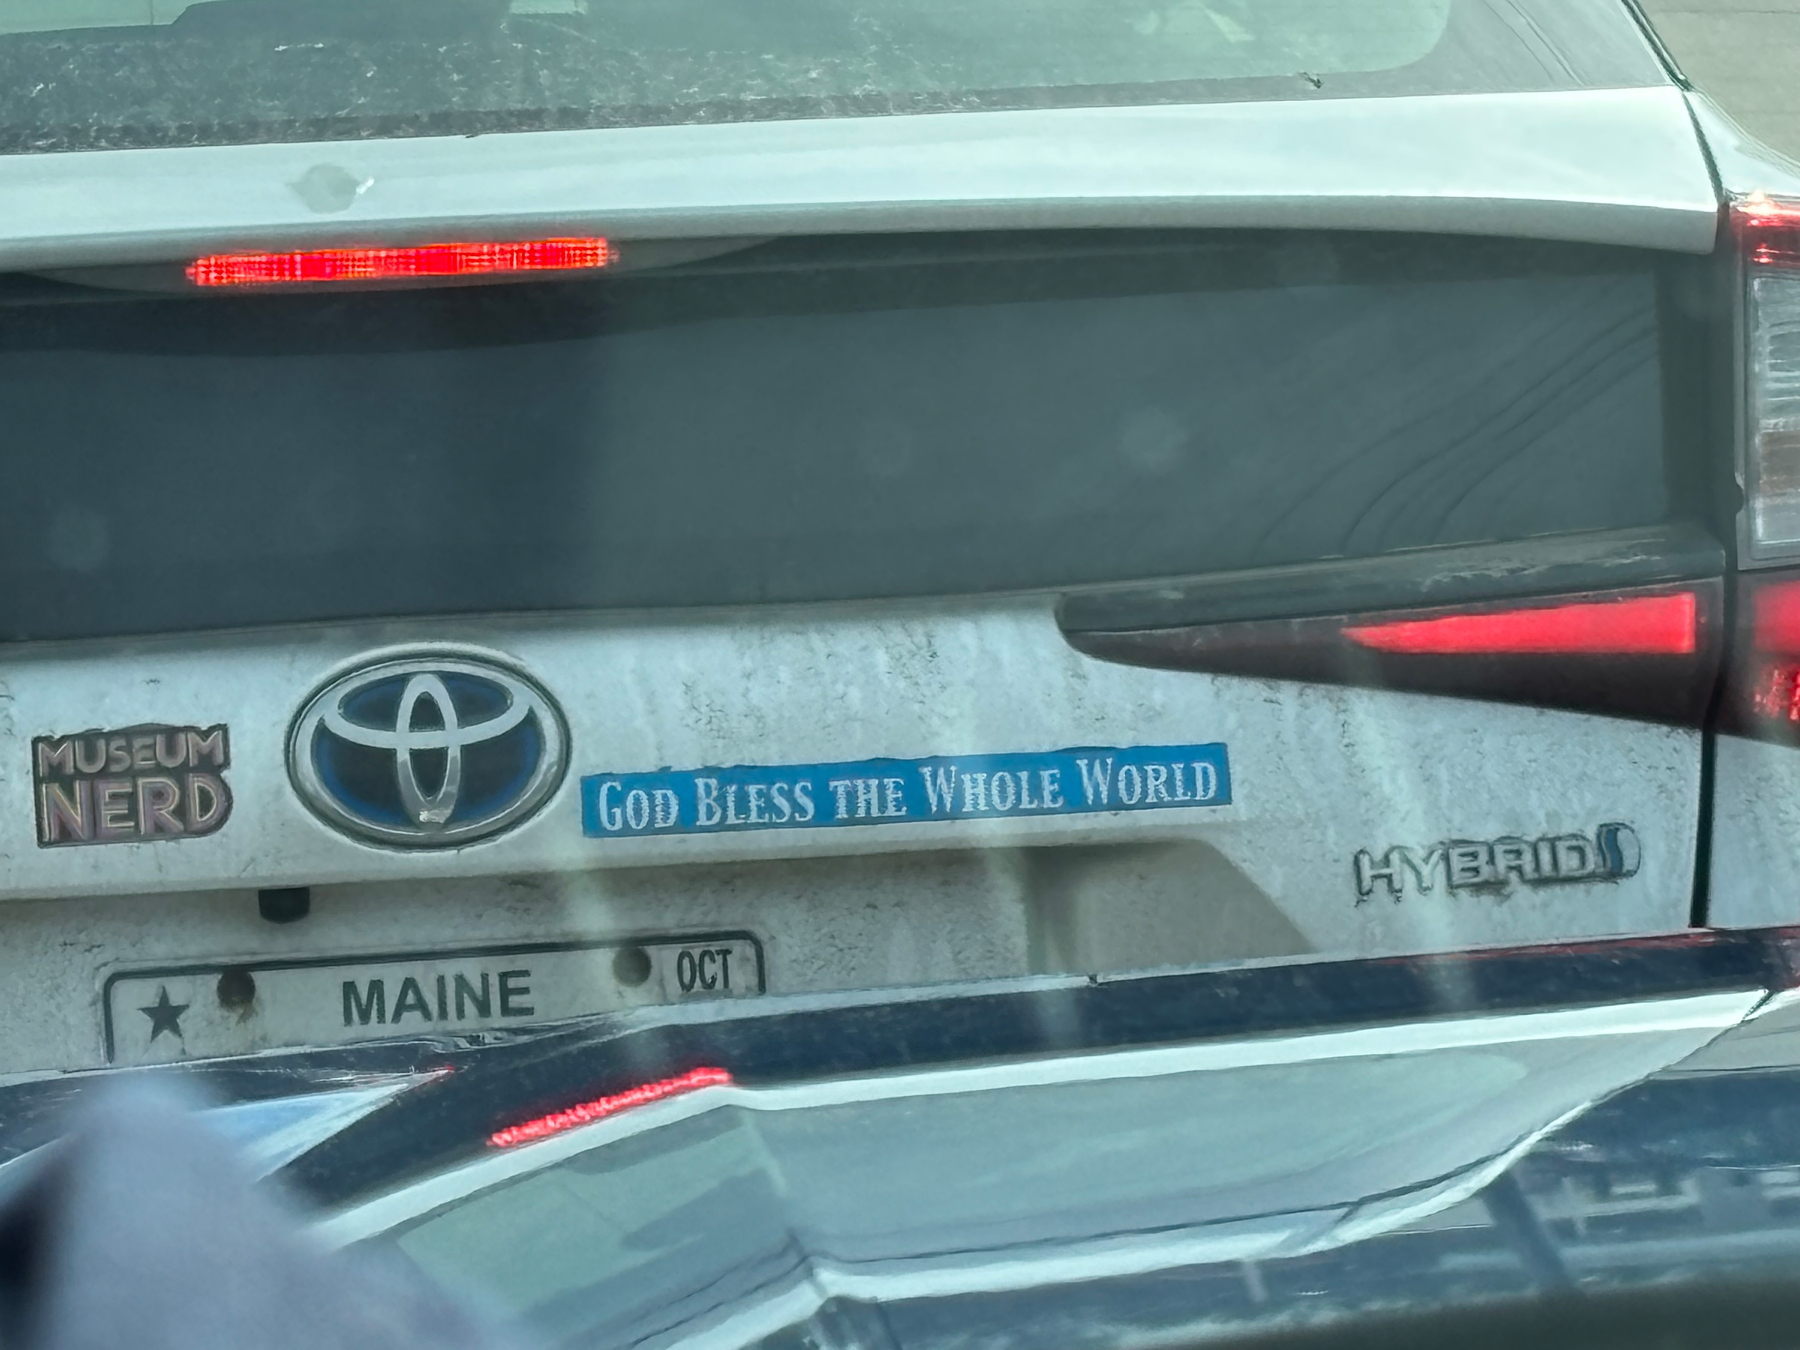 MUSEUM
NERD
GOD BLESS THE WHOLE WORLD
HYBRID
MAINE
OCT